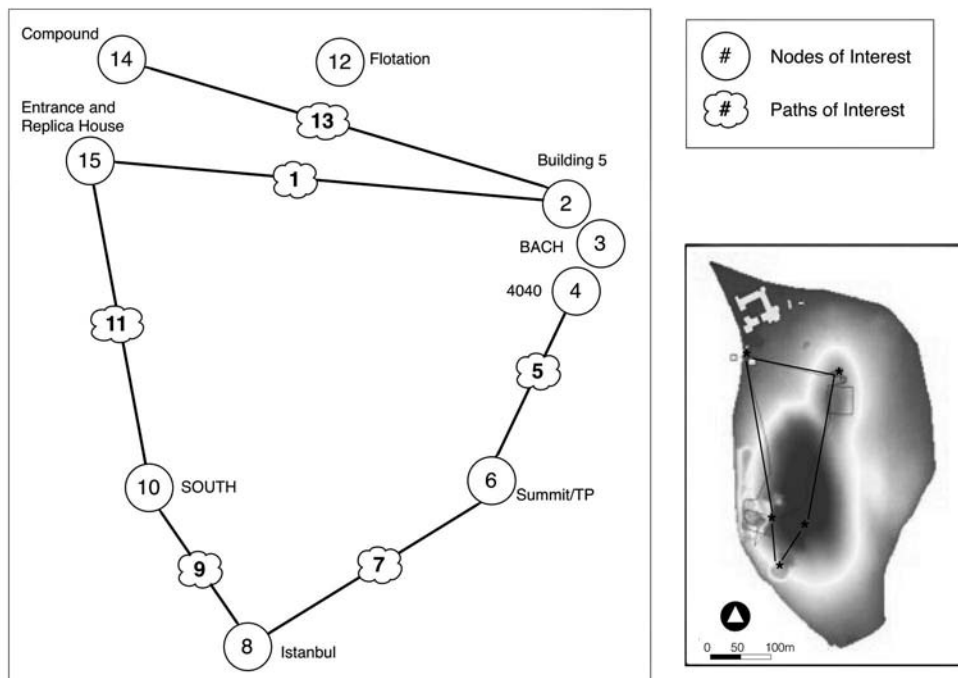 Compound
14
12
Flotation
#
Nodes of Interest
#
Paths of Interest
13
Entrance and
Replica House
15
1
Building 5
2
BACH
3
4040
4
11
5
10
SOUTH
6
Summit/TP
9
7
8
Istanbul
0 50 100m